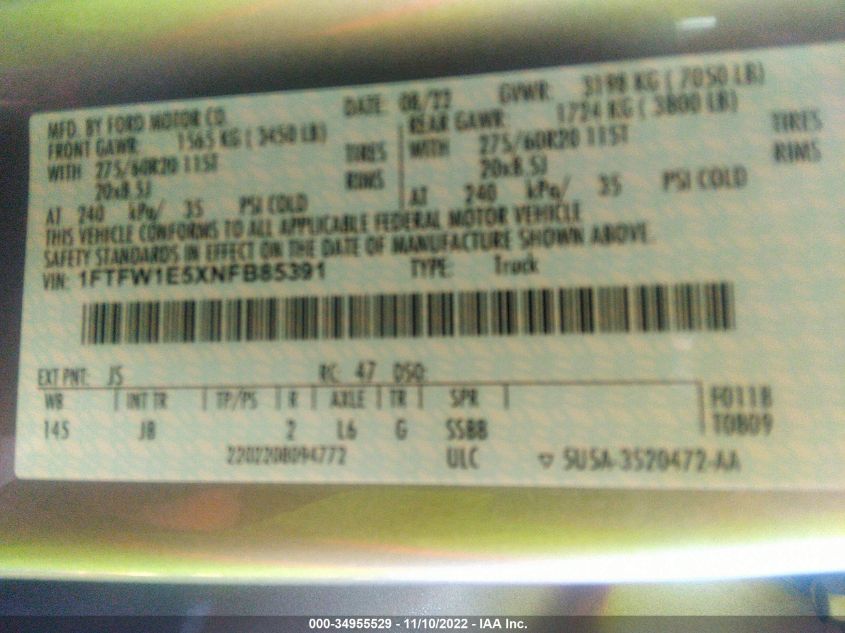 MFD. BY FORD MOTOR CO. DATE: 08/22 GVWR: 3198 KG ( 7050 LB)
FRONT GAWR: 1565 KG ( 3450 LB) REAR GAWR: 1724 KG ( 3800 LB)
WITH 275/60R20 115T TIRES WITH 275/60R20 115T TIRES
20x8.5J RIMS 20x8.5J RIMS
AT 240 kPa/ 35 PSI COLD AT 240 kPa/ 35 PSI COLD
THIS VEHICLE CONFORMS TO ALL APPLICABLE FEDERAL MOTOR VEHICLE
SAFETY STANDARDS IN EFFECT ON THE DATE OF MANUFACTURE SHOWN ABOVE.
VIN: 1FTFW1E5XNFB85391 TYPE: Truck
EXT PNT: JS RC: 47 DSO:
WB INT TR TP/PS R AXLE TR SPR F0118
145 JB 2 L6 G SSBB T0809
2202208094772 ULC ▽ SUSA-3520472-AA
000-34955529 - 11/10/2022 - IAA Inc.